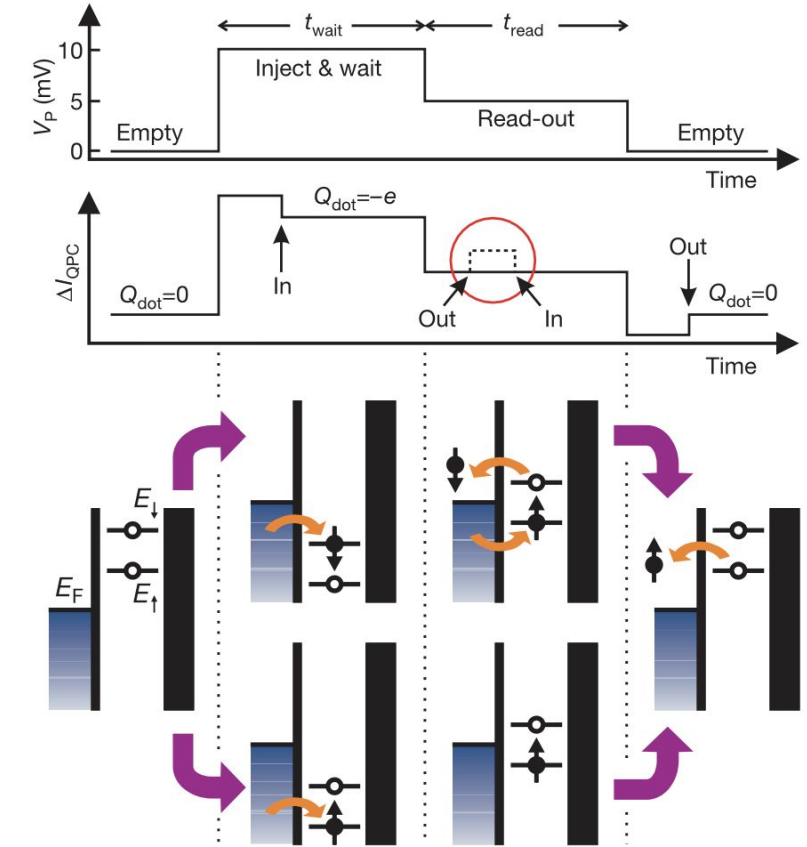 t_wait
t_read
10
5
0
V_P (mV)
Empty
Inject & wait
Read-out
Empty
Time
ΔI_QPC
Q_dot=0
In
Q_dot=–e
Out
In
Out
Q_dot=0
Time
E_F
E↓
E↑